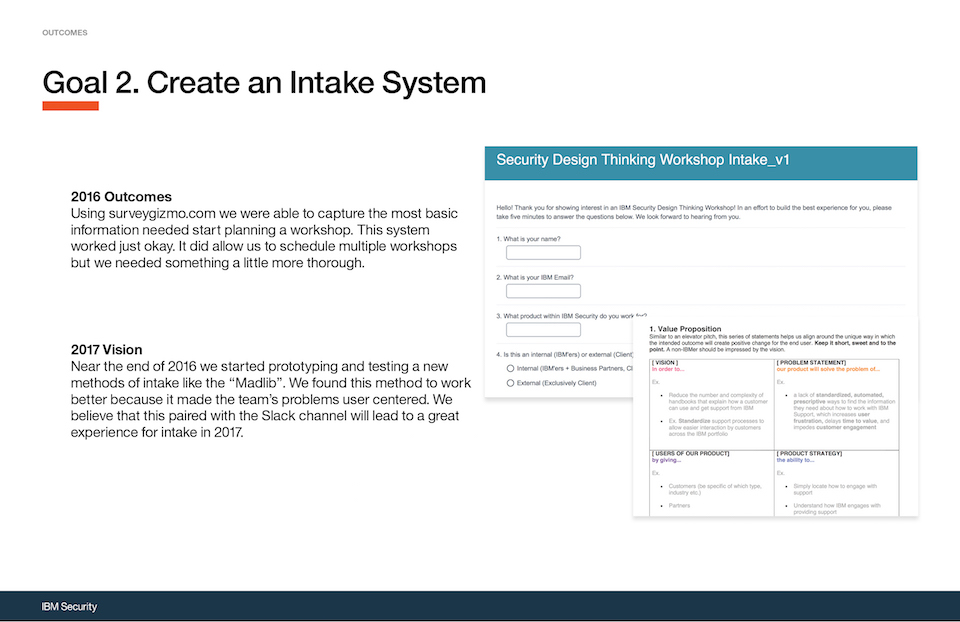 OUTCOMES
Goal 2. Create an Intake System
2016 Outcomes
Using surveygizmo.com we were able to capture the most basic
information needed start planning a workshop. This system
worked just okay. It did allow us to schedule multiple workshops
but we needed something a little more thorough.
2017 Vision
Near the end of 2016 we started prototyping and testing a new
methods of intake like the “Madlib”. We found this method to work
better because it made the team’s problems user centered. We
believe that this paired with the Slack channel will lead to a great
experience for intake in 2017.
Security Design Thinking Workshop Intake_v1
Hello! Thank you for showing interest in an IBM Security Design Thinking Workshop! In an effort to build the best experience for you, please
take five minutes to answer the questions below. We look forward to hearing from you.
1. What is your name?
2. What is your IBM Email?
3. What product within IBM Security do you work for?
4. Is this an internal (IBM'ers) or external (Client)
Internal (IBM'ers + Business Partners, Cl
External (Exclusively Client)
1. Value Proposition
Similar to an elevator pitch, this series of statements helps us align around the unique way in which
the intended outcome will create positive change for the end user. Keep it short, sweet and to the
point. A non-IBMer should be impressed by the vision.
[ VISION ]
in order to...
Ex.
• Reduce the number and complexity of
handbooks that explain how a customer
can use and get support from IBM
• Ex. Standardize support processes to
allow easier interaction by customers
across the IBM portfolio
[ PROBLEM STATEMENT]
our product will solve the problem of...
Ex.
• a lack of standardized, automated,
prescriptive ways to find the information
they need about how to work with IBM
Support, which increases user
frustration, delays time to value, and
impedes customer engagement
[ USERS OF OUR PRODUCT]
by giving...
Ex.
• Customers (be specific of which type,
industry etc.)
• Partners
[ PRODUCT STRATEGY]
the ability to...
Ex.
• Simply locate how to engage with
support
• Understand how IBM engages with
providing support
IBM Security